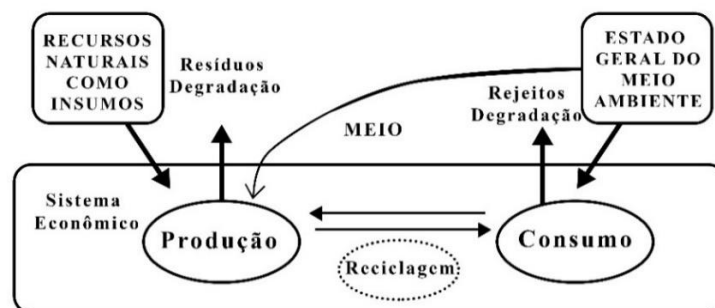 RECURSOS
NATURAIS
COMO
INSUMOS
Resíduos
Degradação
MEIO
Rejeitos
Degradação
ESTADO
GERAL DO
MEIO
AMBIENTE
Sistema
Econômico
Produção
Consumo
Reciclagem